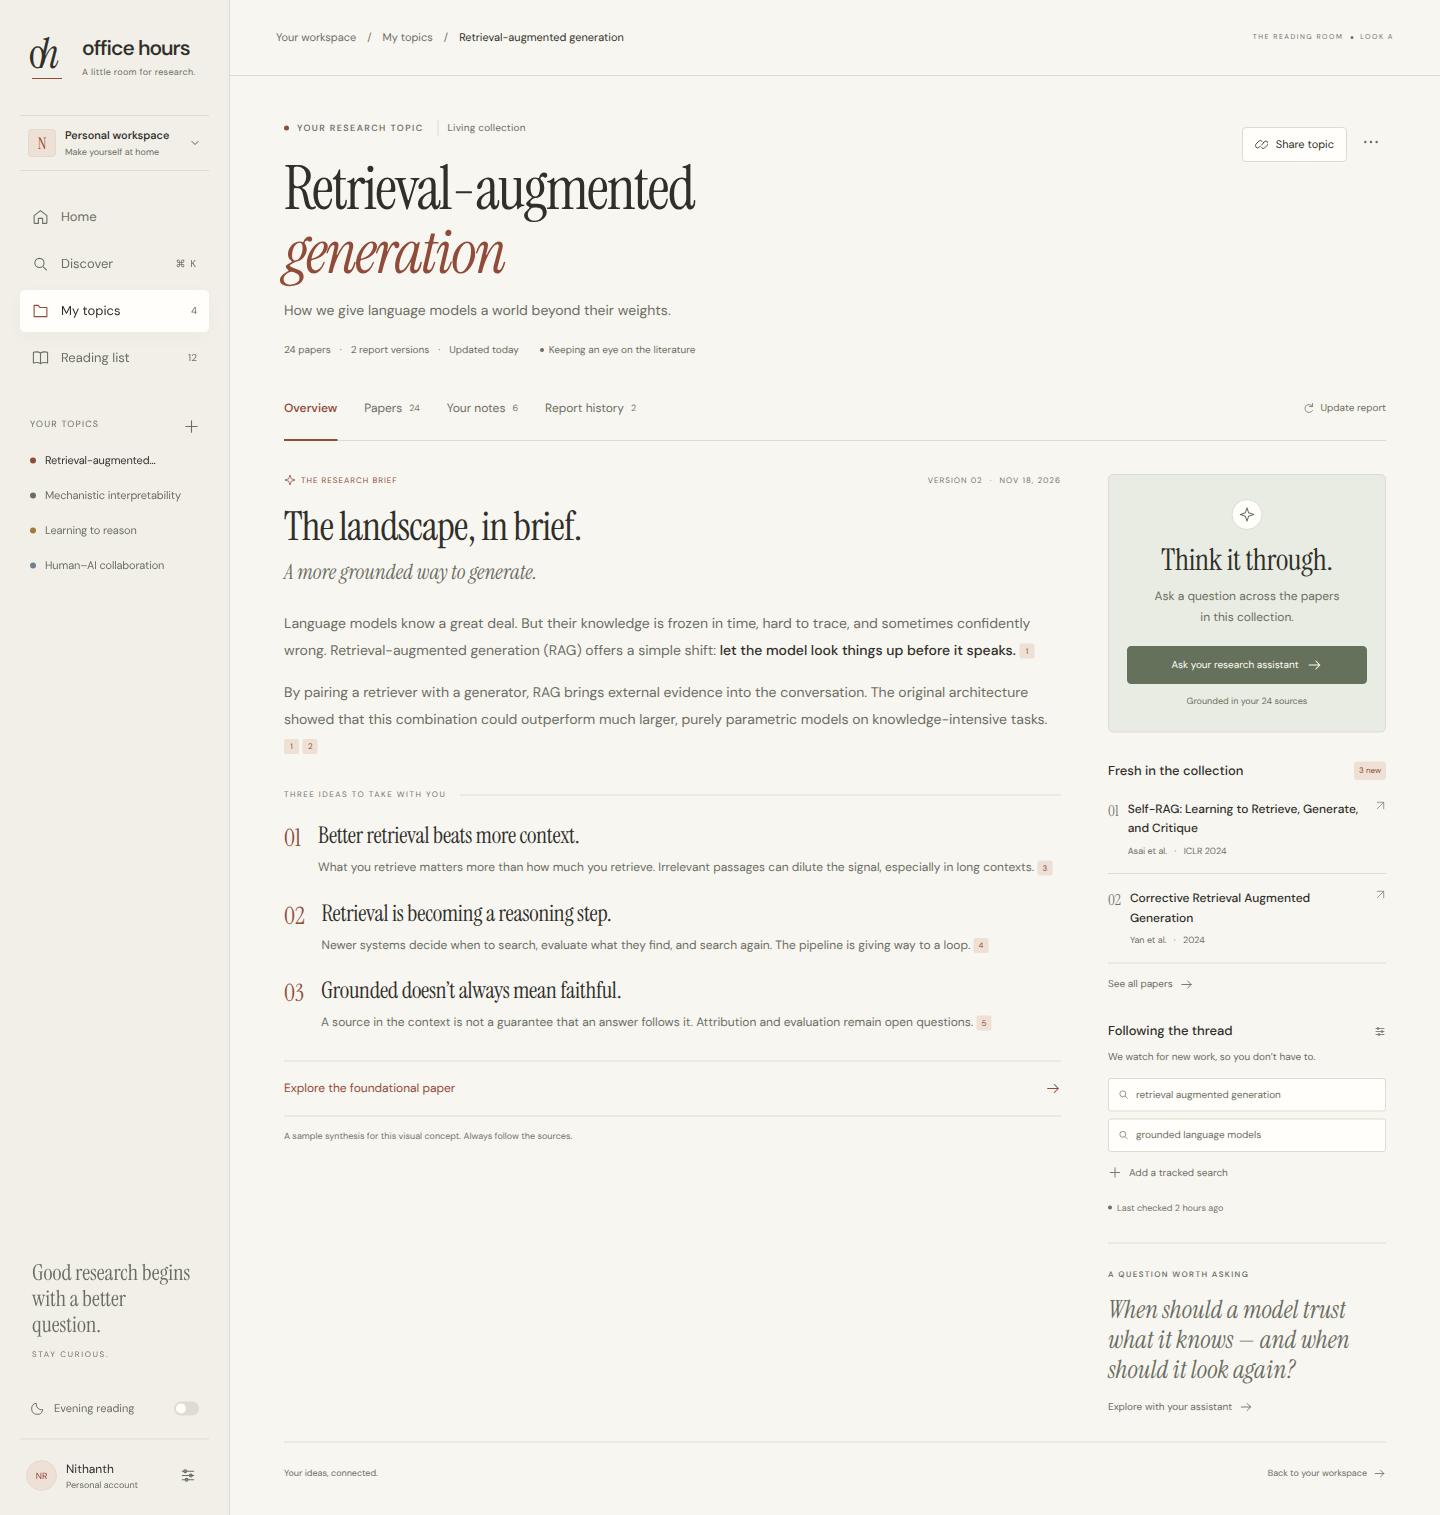 oh
office hours
A little room for research.
N
Personal workspace
Make yourself at home
Home
Discover
⌘ K
My topics
4
Reading list
12
YOUR TOPICS
Retrieval-augmented...
Mechanistic interpretability
Learning to reason
Human–AI collaboration
Good research begins
with a better
question.
STAY CURIOUS.
Evening reading
NR
Nithanth
Personal account
Your workspace / My topics / Retrieval-augmented generation
THE READING ROOM • LOOK A
• YOUR RESEARCH TOPIC
Living collection
Share topic
Retrieval-augmented
generation
How we give language models a world beyond their weights.
24 papers · 2 report versions · Updated today • Keeping an eye on the literature
Overview
Papers 24
Your notes 6
Report history 2
Update report
THE RESEARCH BRIEF
VERSION 02 · NOV 18, 2026
The landscape, in brief.
A more grounded way to generate.
Language models know a great deal. But their knowledge is frozen in time, hard to trace, and sometimes confidently
wrong. Retrieval-augmented generation (RAG) offers a simple shift: let the model look things up before it speaks. 1
By pairing a retriever with a generator, RAG brings external evidence into the conversation. The original architecture
showed that this combination could outperform much larger, purely parametric models on knowledge-intensive tasks.
1 2
THREE IDEAS TO TAKE WITH YOU
01 Better retrieval beats more context.
What you retrieve matters more than how much you retrieve. Irrelevant passages can dilute the signal, especially in long contexts. 3
02 Retrieval is becoming a reasoning step.
Newer systems decide when to search, evaluate what they find, and search again. The pipeline is giving way to a loop. 4
03 Grounded doesn’t always mean faithful.
A source in the context is not a guarantee that an answer follows it. Attribution and evaluation remain open questions. 5
Explore the foundational paper
A sample synthesis for this visual concept. Always follow the sources.
Think it through.
Ask a question across the papers
in this collection.
Ask your research assistant
Grounded in your 24 sources
Fresh in the collection
3 new
01 Self-RAG: Learning to Retrieve, Generate,
and Critique
Asai et al. · ICLR 2024
02 Corrective Retrieval Augmented
Generation
Yan et al. · 2024
See all papers
Following the thread
We watch for new work, so you don’t have to.
retrieval augmented generation
grounded language models
Add a tracked search
• Last checked 2 hours ago
A QUESTION WORTH ASKING
When should a model trust
what it knows — and when
should it look again?
Explore with your assistant
Your ideas, connected.
Back to your workspace